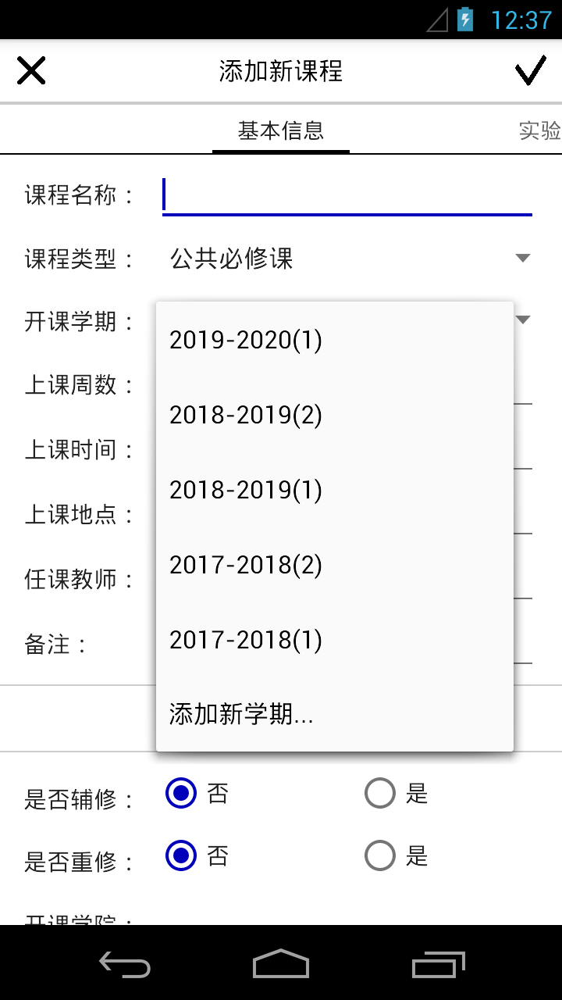 12:37
添加新课程
基本信息 实验
课程名称：
课程类型： 公共必修课
开课学期：
2019-2020(1)
上课周数：
2018-2019(2)
上课时间：
2018-2019(1)
上课地点：
2017-2018(2)
任课教师：
2017-2018(1)
备注：
添加新学期...
是否辅修： 否 是
是否重修： 否 是
开课学院：